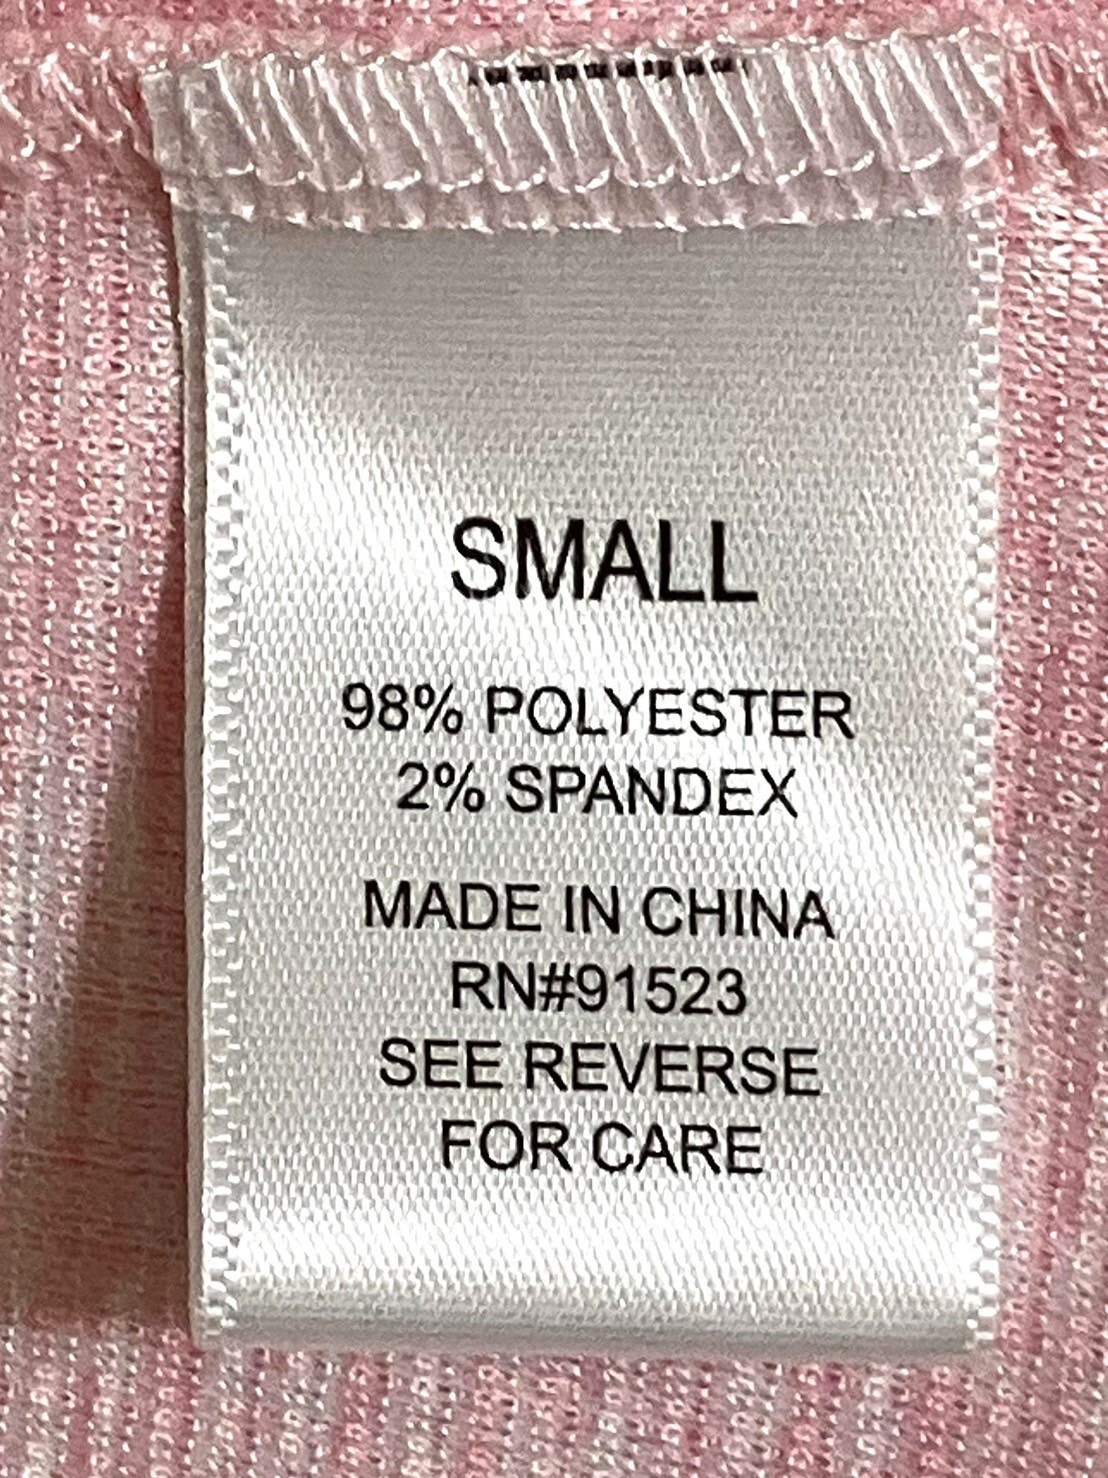 SMALL
98% POLYESTER
2% SPANDEX
MADE IN CHINA
RN#91523
SEE REVERSE
FOR CARE